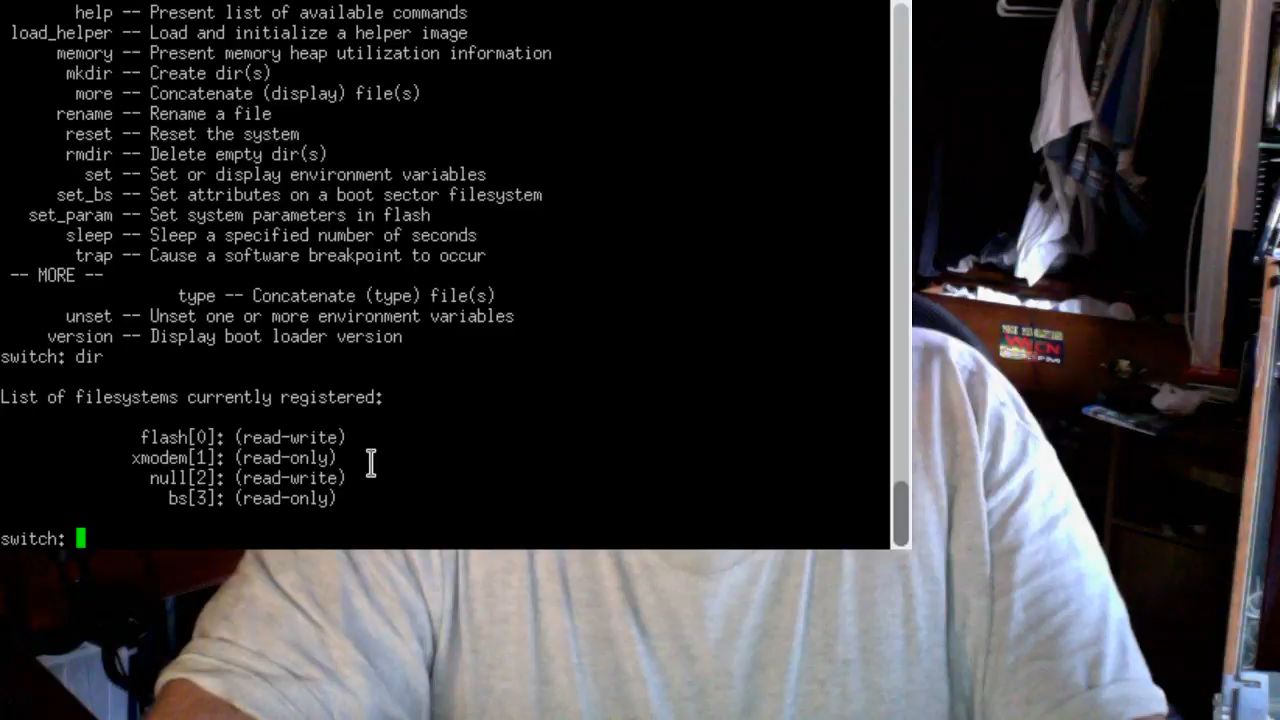 help -- Present list of available commands
load_helper -- Load and initialize a helper image
memory -- Present memory heap utilization information
mkdir -- Create dir(s)
more -- Concatenate (display) file(s)
rename -- Rename a file
reset -- Reset the system
rmdir -- Delete empty dir(s)
set -- Set or display environment variables
set_bs -- Set attributes on a boot sector filesystem
set_param -- Set system parameters in flash
sleep -- Sleep a specified number of seconds
trap -- Cause a software breakpoint to occur
-- MORE --
type -- Concatenate (type) file(s)
unset -- Unset one or more environment variables
version -- Display boot loader version
switch: dir
List of filesystems currently registered:
flash[0]: (read-write)
xmodem[1]: (read-only)
null[2]: (read-write)
bs[3]: (read-only)
switch: